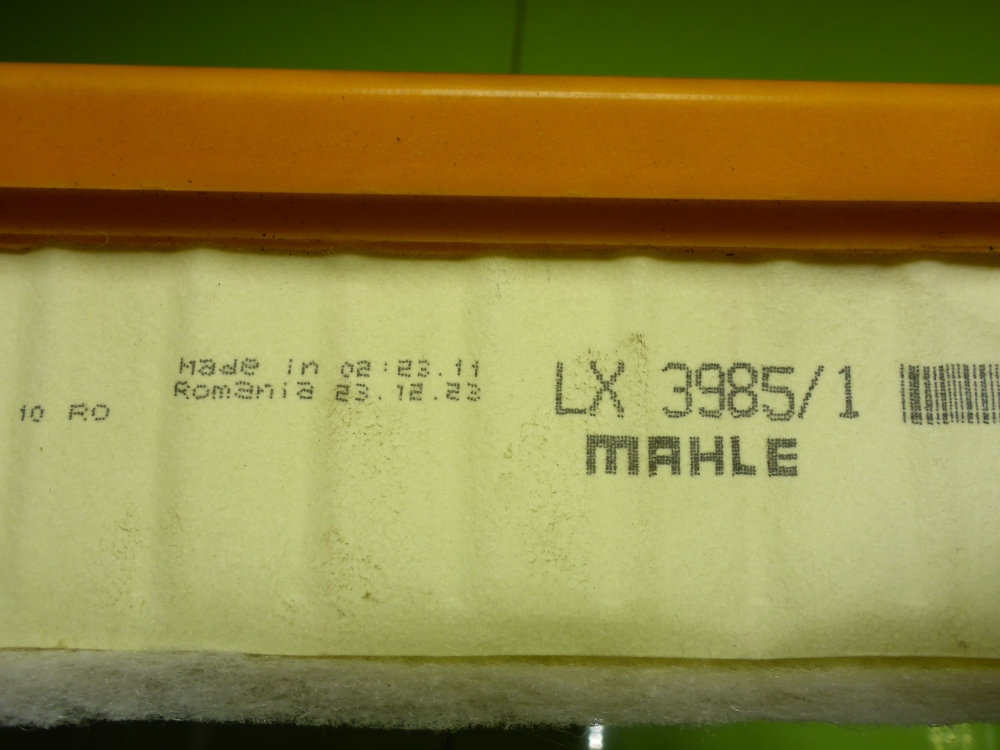 Made in 02:23.11
Romania 23.12.23
10 RO
LX 3985/1
MAHLE